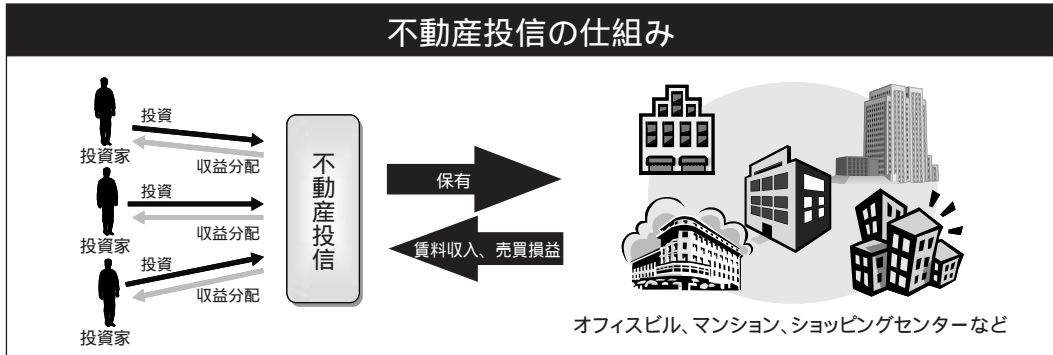 不動産投信の仕組み
投資
投資家
収益分配
投資
投資家
収益分配
投資
投資家
収益分配
不動産投信
保有
賃料収入、売買損益
オフィスビル、マンション、ショッピングセンターなど